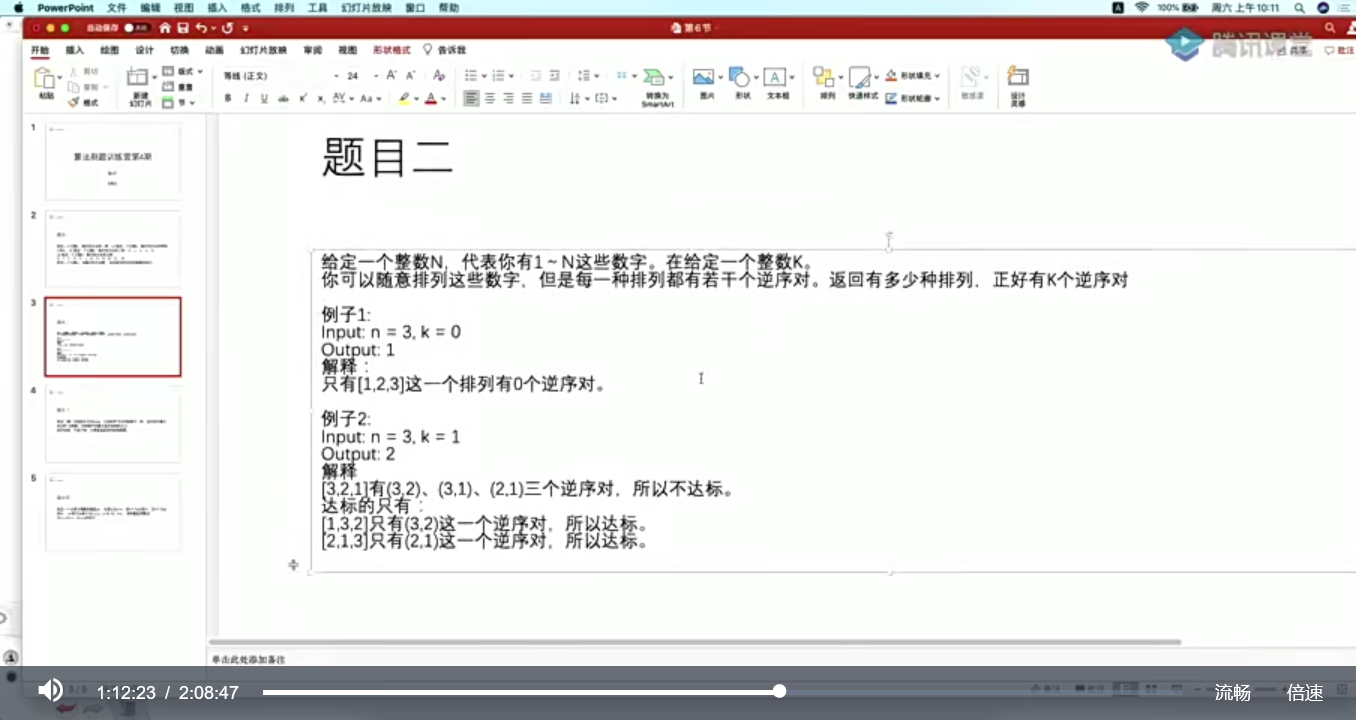 PowerPoint 文件 编辑 视图 插入 格式 排列 工具 幻灯片放映 窗口 帮助
100% 周六 上午10:11
自动保存
第6节
腾讯课堂
开始 插入 绘图 设计 切换 动画 幻灯片放映 审阅 视图 形状格式 告诉我
共享 批注
粘贴 剪切 复制 格式
新建幻灯片 版式 重置 节
等线 (正文) 24
转换为 SmartArt
图片 形状 文本框
排列 快速样式 形状填充 形状轮廓
设计灵感
1
算法刷题训练营第4期
2
3
4
5
题目二
给定一个整数N，代表你有1～N这些数字。在给定一个整数K。
你可以随意排列这些数字，但是每一种排列都有若干个逆序对。返回有多少种排列，正好有K个逆序对
例子1:
Input: n = 3, k = 0
Output: 1
解释：
只有[1,2,3]这一个排列有0个逆序对。
例子2:
Input: n = 3, k = 1
Output: 2
解释
[3,2,1]有(3,2)、(3,1)、(2,1)三个逆序对，所以不达标。
达标的只有：
[1,3,2]只有(3,2)这一个逆序对，所以达标。
[2,1,3]只有(2,1)这一个逆序对，所以达标。
单击此处添加备注
1:12:23 / 2:08:47
流畅 倍速